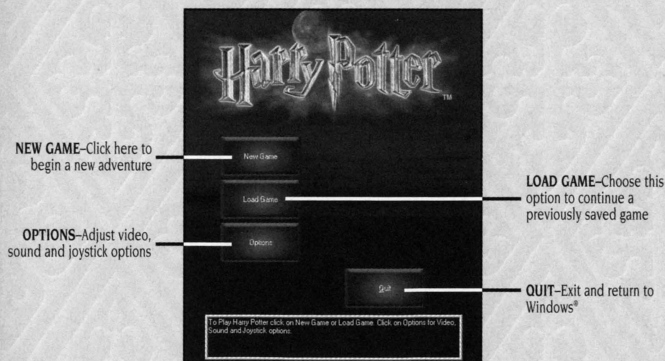 Harry Potter™
NEW GAME–Click here to
begin a new adventure
New Game
Load Game
LOAD GAME–Choose this
option to continue a
previously saved game
OPTIONS–Adjust video,
sound and joystick options
Options
Quit
QUIT–Exit and return to
Windows®
To Play Harry Potter click on New Game or Load Game. Click on Options for Video,
Sound and Joystick options.